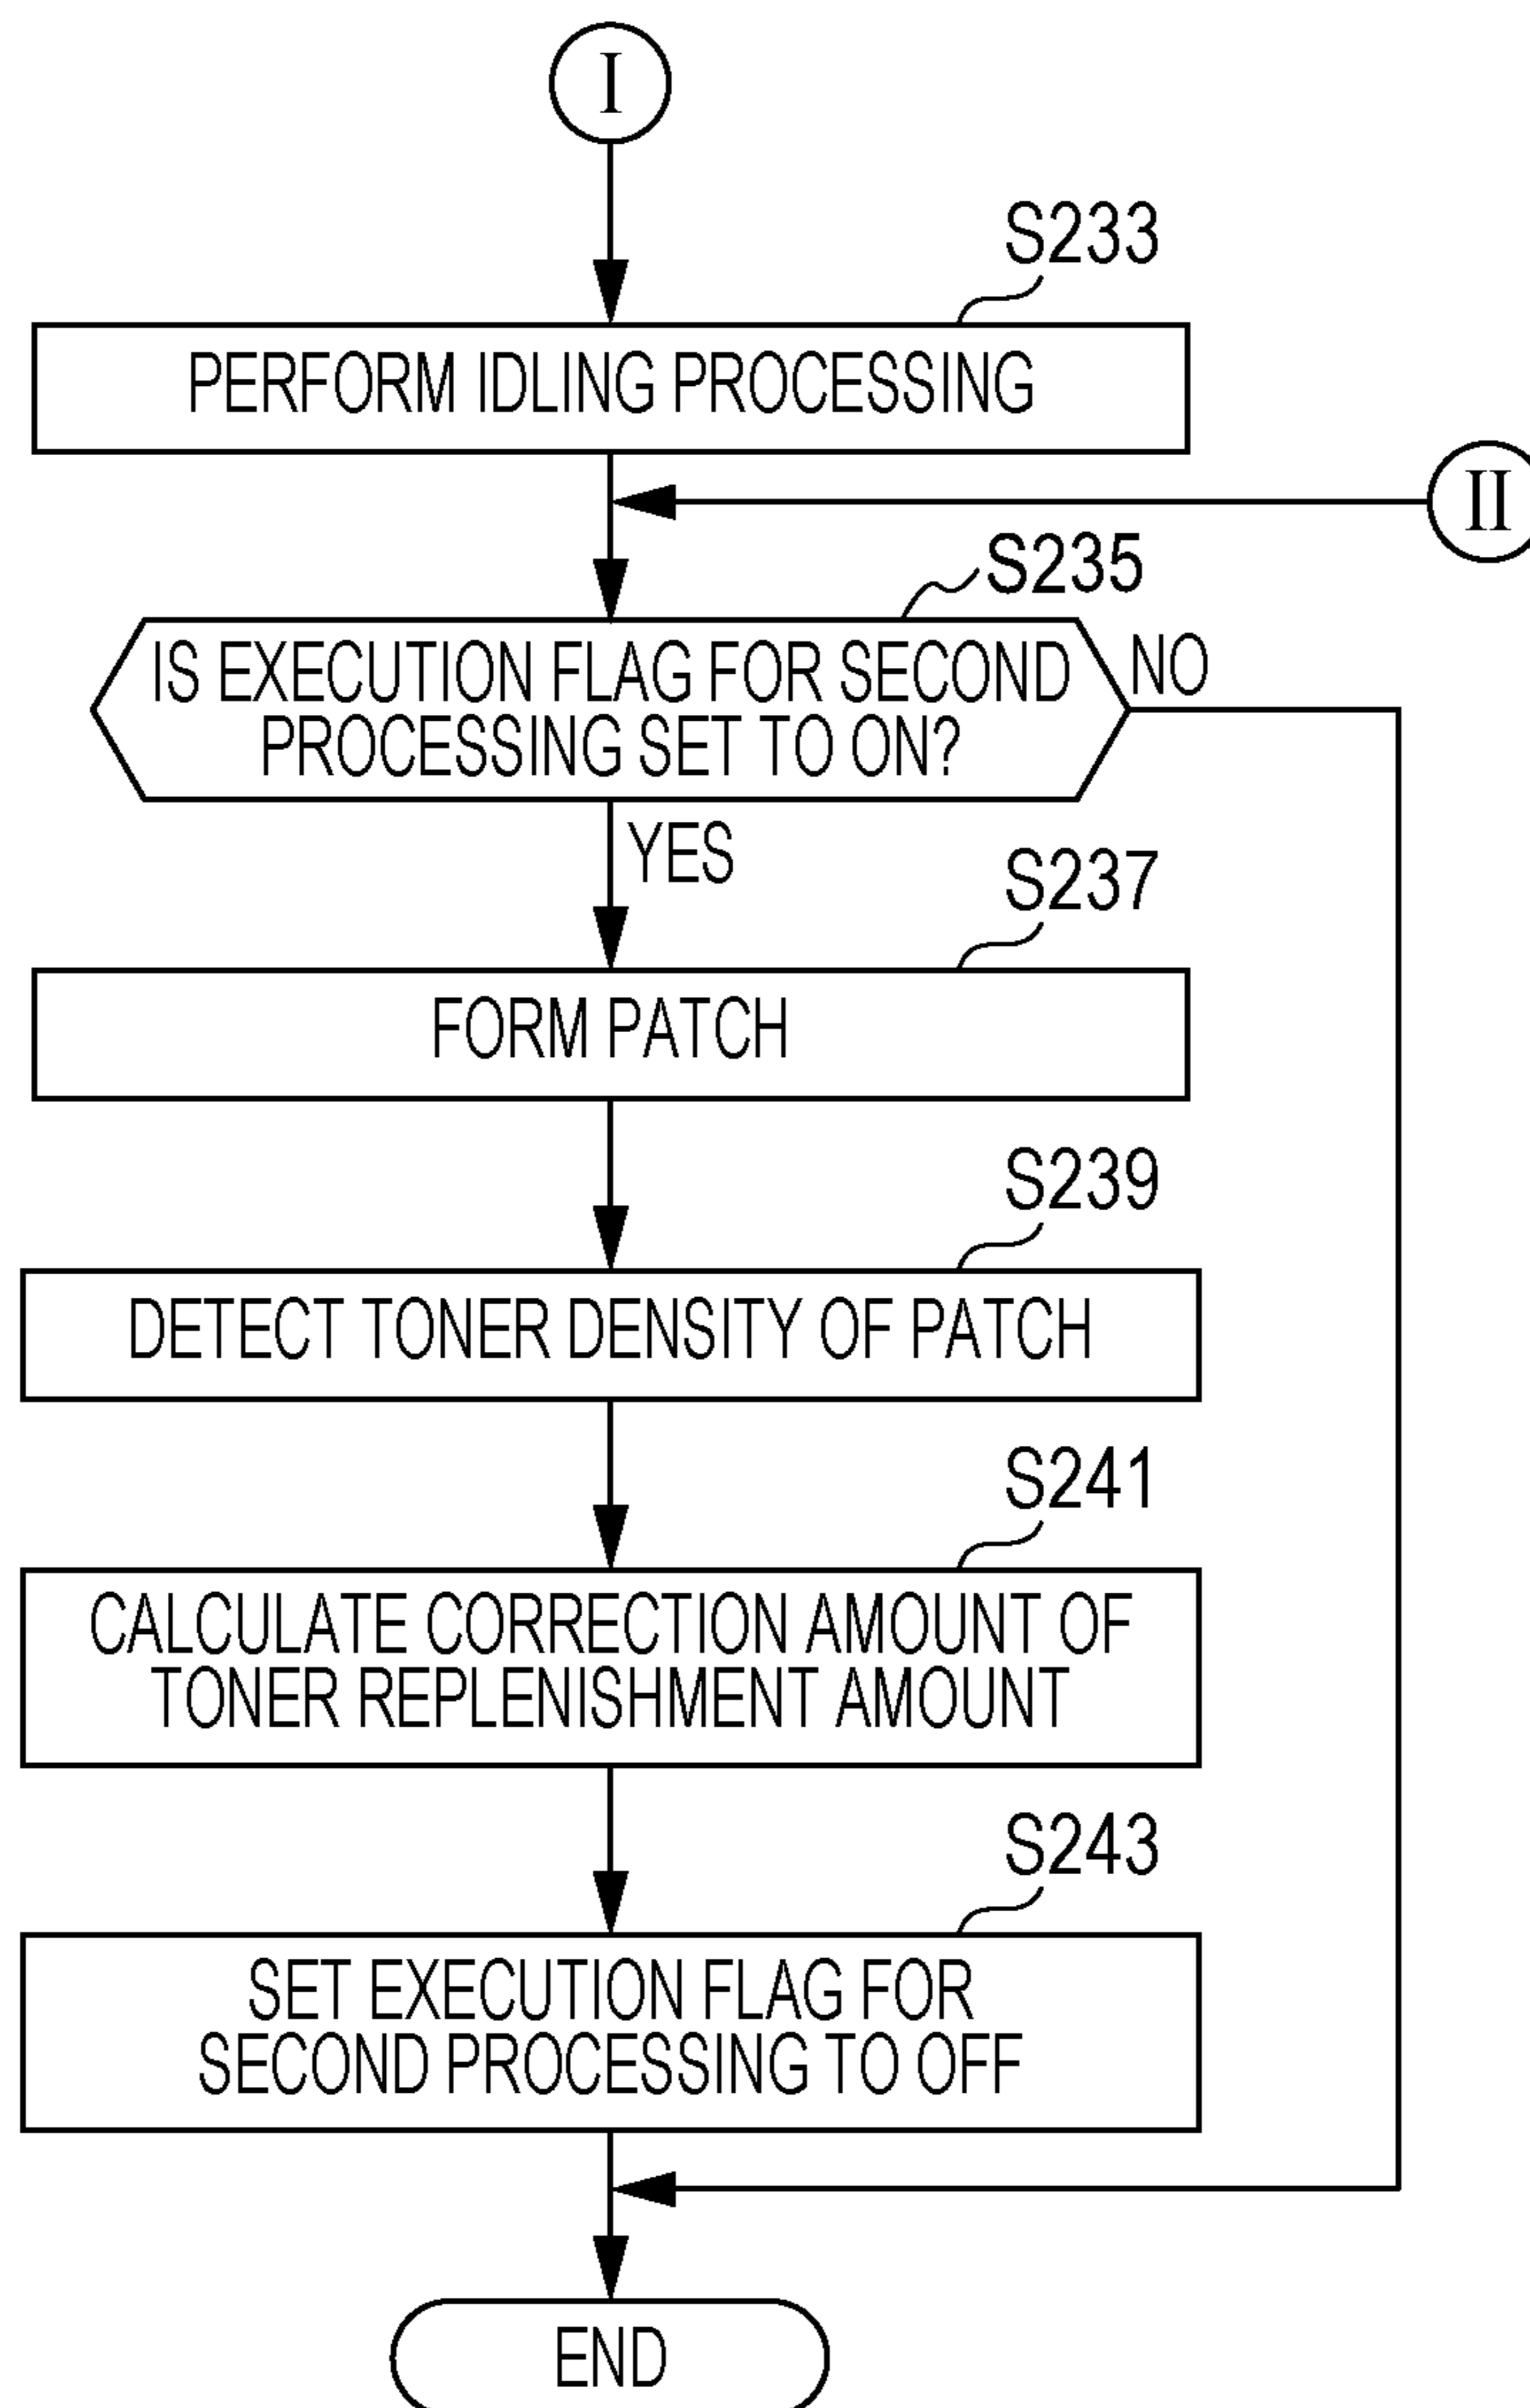 I
S233
PERFORM IDLING PROCESSING
II
S235
IS EXECUTION FLAG FOR SECOND
PROCESSING SET TO ON?
NO
YES
S237
FORM PATCH
S239
DETECT TONER DENSITY OF PATCH
S241
CALCULATE CORRECTION AMOUNT OF
TONER REPLENISHMENT AMOUNT
S243
SET EXECUTION FLAG FOR
SECOND PROCESSING TO OFF
END